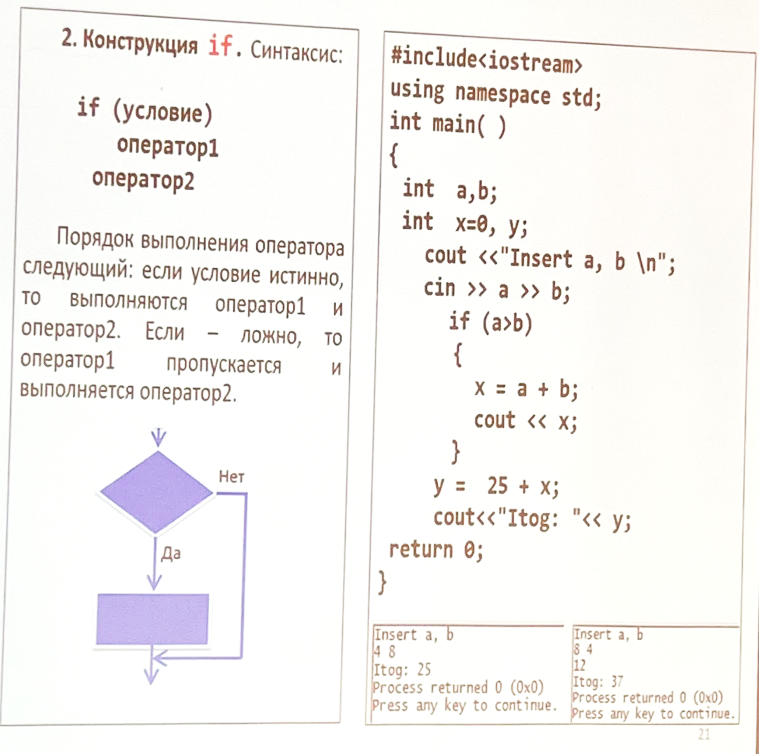 2. Конструкция if. Синтаксис:
if (условие)
оператор1
оператор2
Порядок выполнения оператора
следующий: если условие истинно,
то выполняются оператор1 и
оператор2. Если – ложно, то
оператор1 пропускается и
выполняется оператор2.
Нет
Да
#include<iostream>
using namespace std;
int main( )
{
int a,b;
int x=0, y;
cout <<"Insert a, b \n";
cin >> a >> b;
if (a>b)
{
x = a + b;
cout << x;
}
y = 25 + x;
cout<<"Itog: "<< y;
return 0;
}
Insert a, b
4 8
Itog: 25
Process returned 0 (0x0)
Press any key to continue.
Insert a, b
8 4
12
Itog: 37
Process returned 0 (0x0)
Press any key to continue.
21